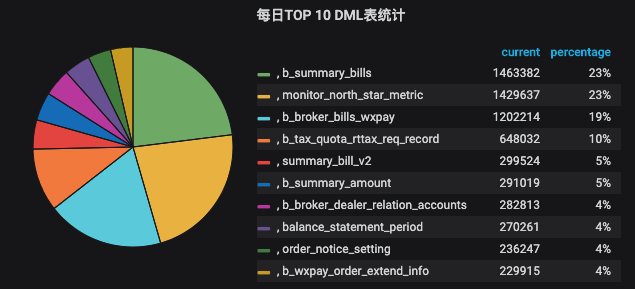 每日TOP 10 DML表统计
current percentage
, b_summary_bills 1463382 23%
, monitor_north_star_metric 1429637 23%
, b_broker_bills_wxpay 1202214 19%
, b_tax_quota_rttax_req_record 648032 10%
, summary_bill_v2 299524 5%
, b_summary_amount 291019 5%
, b_broker_dealer_relation_accounts 282813 4%
, balance_statement_period 270261 4%
, order_notice_setting 236247 4%
, b_wxpay_order_extend_info 229915 4%